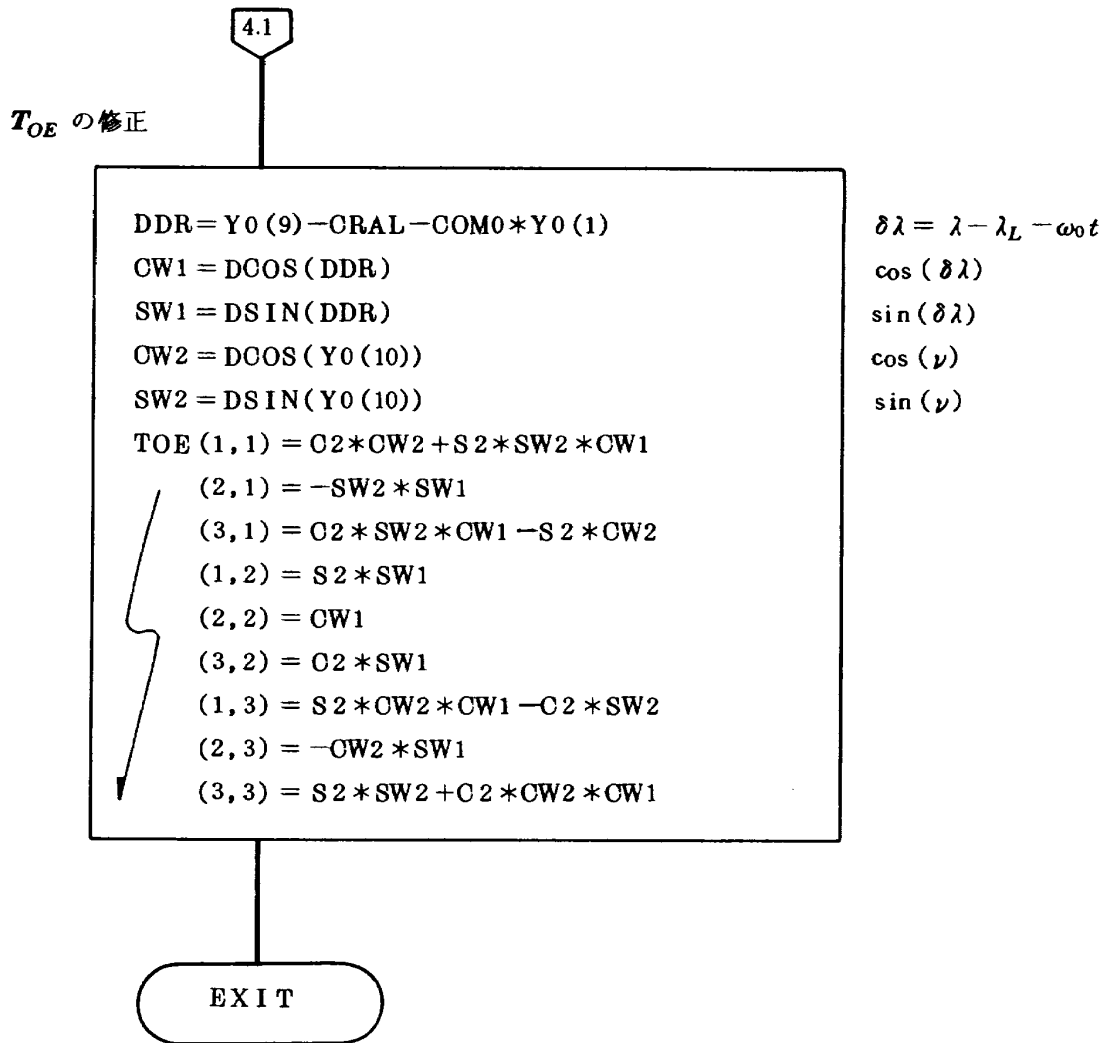 4.1
T_OE の修正
DDR=Y0(9)−CRAL−COM0*Y0(1) δλ = λ−λ_L −ω₀t
CW1=DCOS(DDR) cos(δλ)
SW1=DSIN(DDR) sin(δλ)
CW2=DCOS(Y0(10)) cos(ν)
SW2=DSIN(Y0(10)) sin(ν)
TOE(1,1)=C2*CW2+S2*SW2*CW1
(2,1)=−SW2*SW1
(3,1)=C2*SW2*CW1−S2*CW2
(1,2)=S2*SW1
(2,2)=CW1
(3,2)=C2*SW1
(1,3)=S2*CW2*CW1−C2*SW2
(2,3)=−CW2*SW1
(3,3)=S2*SW2+C2*CW2*CW1
EXIT